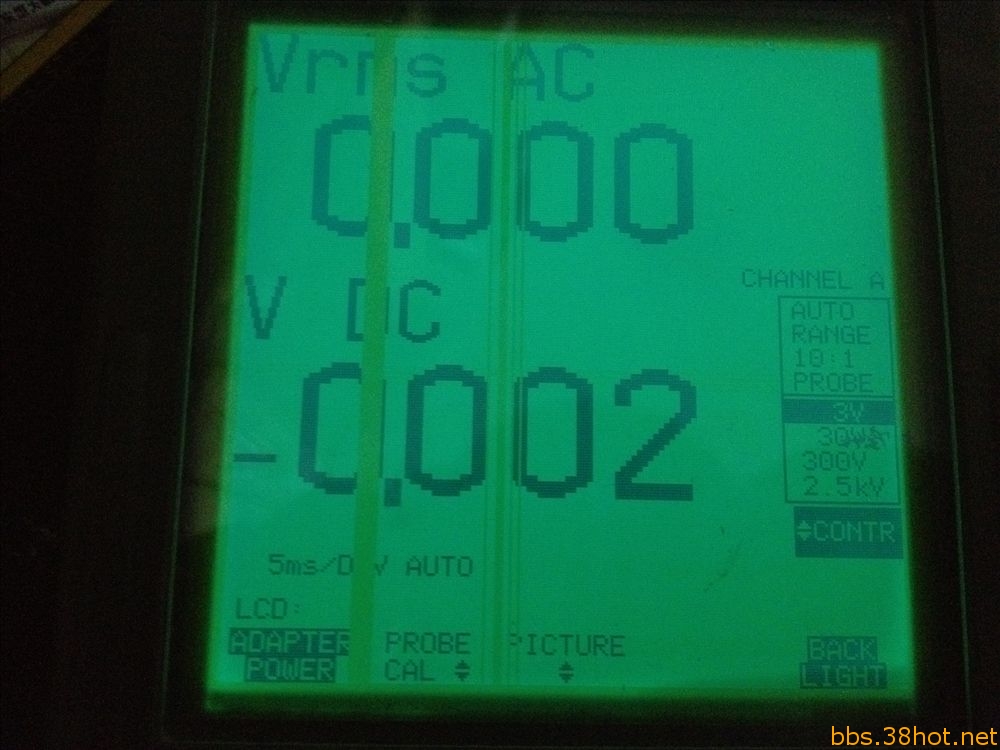 Vrms AC
0.000
V DC
-0.002
CHANNEL A
AUTO
RANGE
10:1
PROBE
3V
30V
300V
2.5kV
CONTR
5ms/DIV AUTO
LCD:
ADAPTER
POWER
PROBE
CAL
PICTURE
BACK
LIGHT
bbs.38hot.net